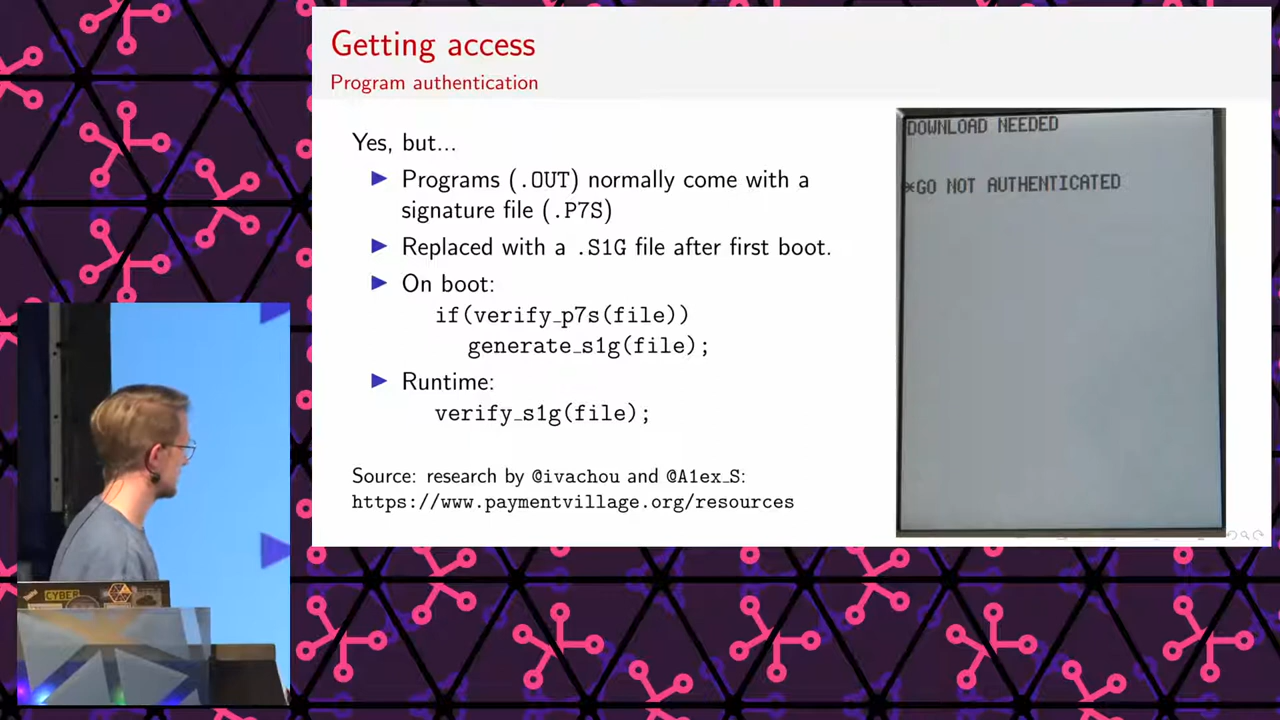 Getting access
Program authentication
Yes, but...
Programs (.OUT) normally come with a
signature file (.P7S)
Replaced with a .S1G file after first boot.
On boot:
if(verify_p7s(file))
generate_s1g(file);
Runtime:
verify_s1g(file);
Source: research by @ivachou and @A1ex_S:
https://www.paymentvillage.org/resources
DOWNLOAD NEEDED
*GO NOT AUTHENTICATED
CYBER